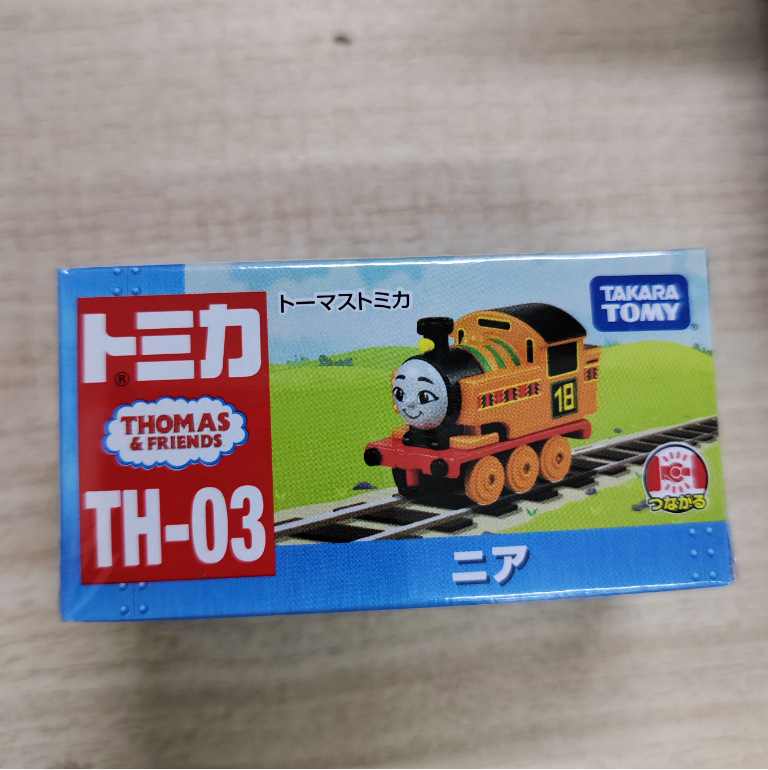 トーマストミカ
トミカ
®
THOMAS
& FRIENDS
TH-03
TAKARA
TOMY
®
18
つながる
ニア